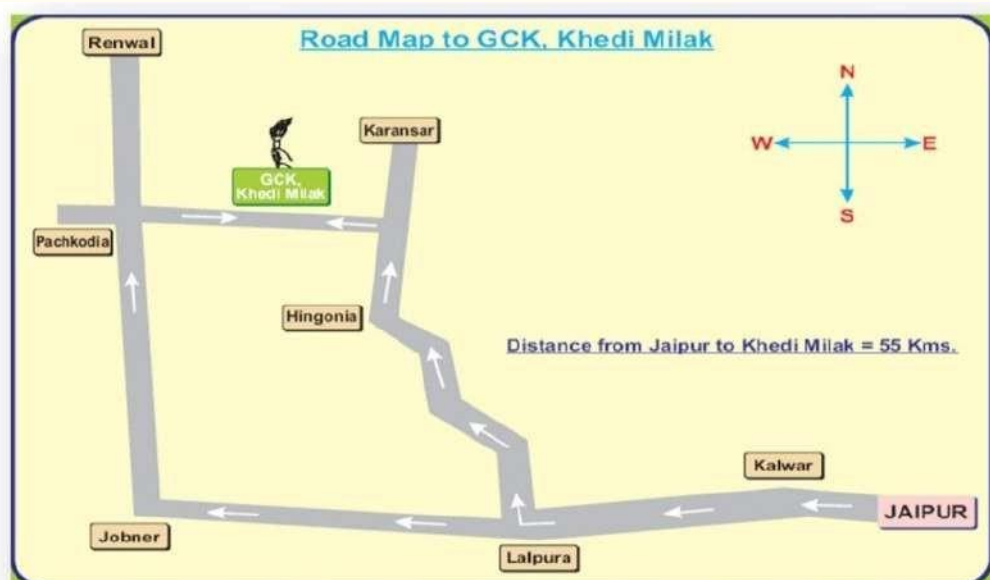 Road Map to GCK, Khedi Milak
Renwal
N
Karansar
W
E
GCK,
Khedi Milak
S
Pachkodia
Hingonia
Distance from Jaipur to Khedi Milak = 55 Kms.
Kalwar
JAIPUR
Jobner
Lalpura